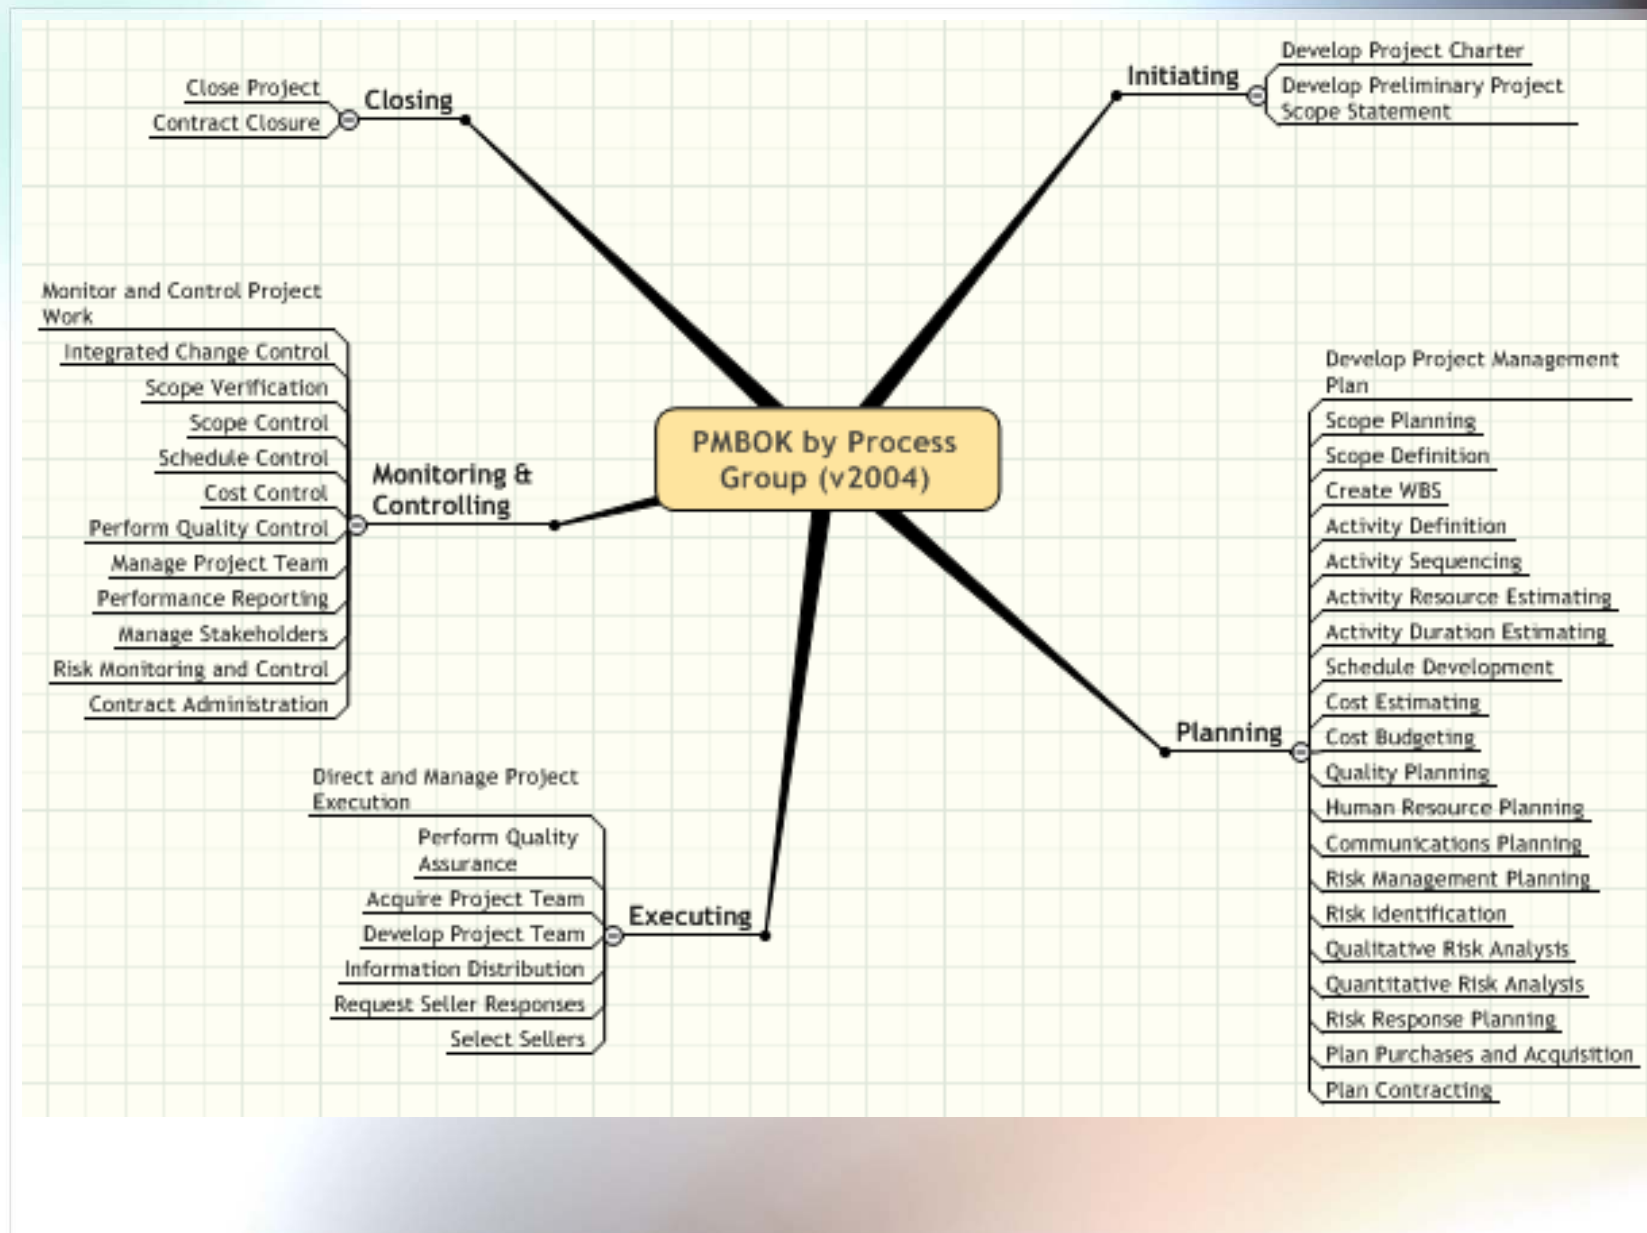 PMBOK by Process
Group (v2004)
Initiating
Develop Project Charter
Develop Preliminary Project
Scope Statement
Planning
Develop Project Management
Plan
Scope Planning
Scope Definition
Create WBS
Activity Definition
Activity Sequencing
Activity Resource Estimating
Activity Duration Estimating
Schedule Development
Cost Estimating
Cost Budgeting
Quality Planning
Human Resource Planning
Communications Planning
Risk Management Planning
Risk Identification
Qualitative Risk Analysis
Quantitative Risk Analysis
Risk Response Planning
Plan Purchases and Acquisition
Plan Contracting
Executing
Direct and Manage Project
Execution
Perform Quality
Assurance
Acquire Project Team
Develop Project Team
Information Distribution
Request Seller Responses
Select Sellers
Monitoring &
Controlling
Monitor and Control Project
Work
Integrated Change Control
Scope Verification
Scope Control
Schedule Control
Cost Control
Perform Quality Control
Manage Project Team
Performance Reporting
Manage Stakeholders
Risk Monitoring and Control
Contract Administration
Closing
Close Project
Contract Closure